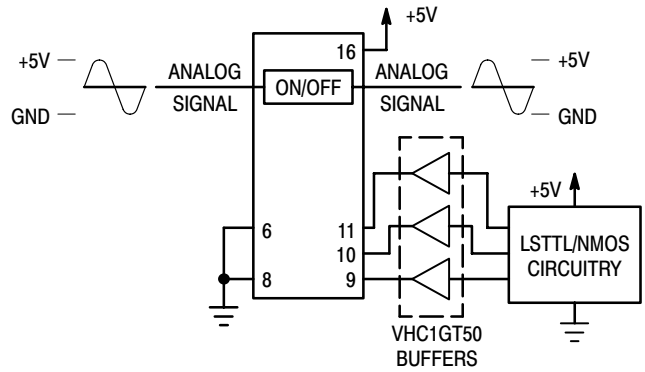 +5V
16
+5V
ANALOG
SIGNAL
ON/OFF
ANALOG
SIGNAL
+5V
GND
GND
+5V
6
11
10
8
9
LSTTL/NMOS
CIRCUITRY
VHC1GT50
BUFFERS